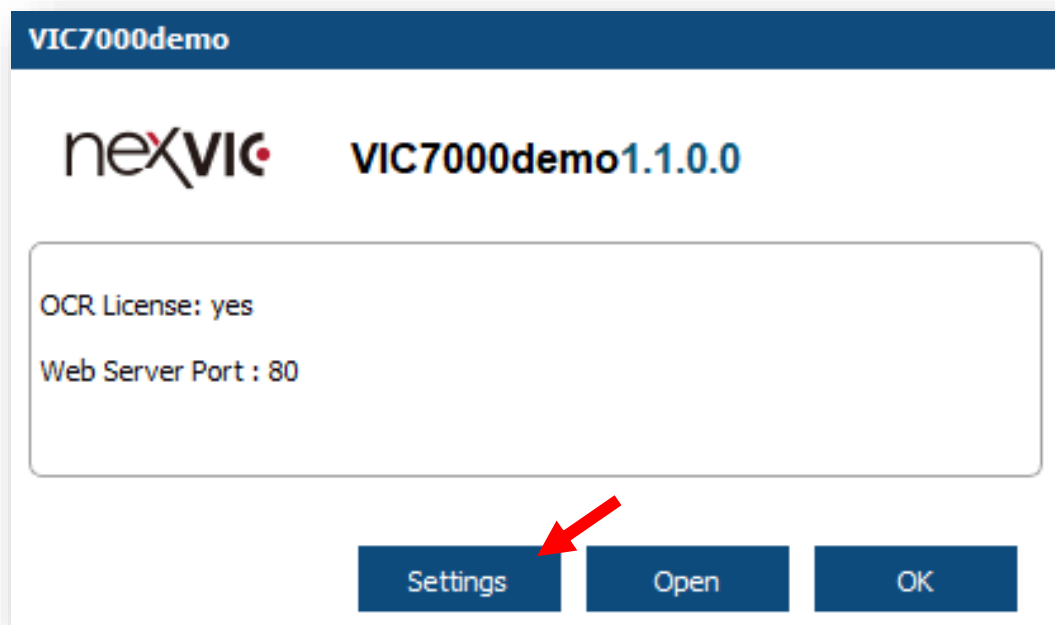 VIC7000demo
nexvic VIC7000demo1.1.0.0
OCR License: yes
Web Server Port : 80
Settings Open OK